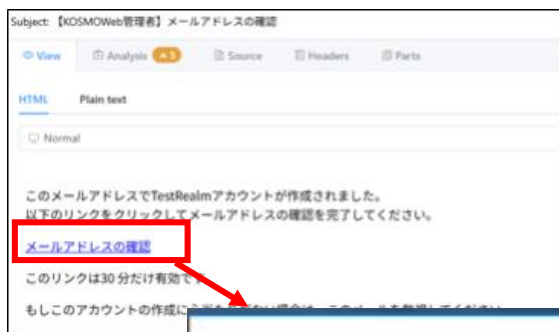 Subject: 【KOSMOWeb管理者】メールアドレスの確認
View Analysis 5 Source Headers Parts
HTML Plain text
Normal
このメールアドレスでTestRealmアカウントが作成されました。
以下のリンクをクリックしてメールアドレスの確認を完了してください。
メールアドレスの確認
このリンクは30 分だけ有効で
もしこのアカウントの作成に